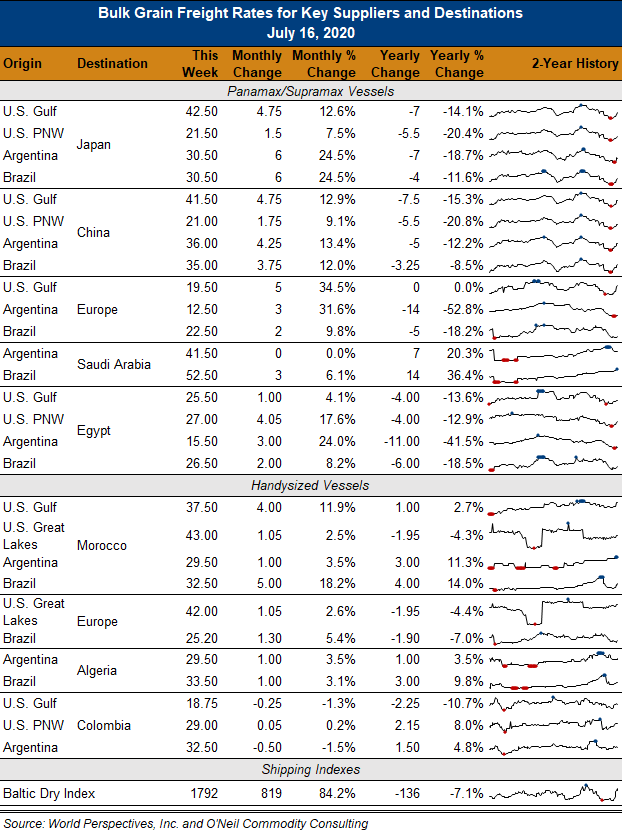 Bulk Grain Freight Rates for Key Suppliers and Destinations
July 16, 2020
Origin Destination This Week Monthly Change Monthly % Change Yearly Change Yearly % Change 2-Year History
Panamax/Supramax Vessels
U.S. Gulf 42.50 4.75 12.6% -7 -14.1%
U.S. PNW 21.50 1.5 7.5% -5.5 -20.4%
Japan
Argentina 30.50 6 24.5% -7 -18.7%
Brazil 30.50 6 24.5% -4 -11.6%
U.S. Gulf 41.50 4.75 12.9% -7.5 -15.3%
U.S. PNW 21.00 1.75 9.1% -5.5 -20.8%
China
Argentina 36.00 4.25 13.4% -5 -12.2%
Brazil 35.00 3.75 12.0% -3.25 -8.5%
U.S. Gulf 19.50 5 34.5% 0 0.0%
Argentina Europe 12.50 3 31.6% -14 -52.8%
Brazil 22.50 2 9.8% -5 -18.2%
Argentina 41.50 0 0.0% 7 20.3%
Saudi Arabia
Brazil 52.50 3 6.1% 14 36.4%
U.S. Gulf 25.50 1.00 4.1% -4.00 -13.6%
U.S. PNW 27.00 4.05 17.6% -4.00 -12.9%
Egypt
Argentina 15.50 3.00 24.0% -11.00 -41.5%
Brazil 26.50 2.00 8.2% -6.00 -18.5%
Handysized Vessels
U.S. Gulf 37.50 4.00 11.9% 1.00 2.7%
U.S. Great
Lakes 43.00 1.05 2.5% -1.95 -4.3%
Morocco
Argentina 29.50 1.00 3.5% 3.00 11.3%
Brazil 32.50 5.00 18.2% 4.00 14.0%
U.S. Great
Lakes 42.00 1.05 2.6% -1.95 -4.4%
Europe
Brazil 25.20 1.30 5.4% -1.90 -7.0%
Argentina 29.50 1.00 3.5% 1.00 3.5%
Algeria
Brazil 33.50 1.00 3.1% 3.00 9.8%
U.S. Gulf 18.75 -0.25 -1.3% -2.25 -10.7%
U.S. PNW Colombia 29.00 0.05 0.2% 2.15 8.0%
Argentina 32.50 -0.50 -1.5% 1.50 4.8%
Shipping Indexes
Baltic Dry Index 1792 819 84.2% -136 -7.1%
Source: World Perspectives, Inc. and O'Neil Commodity Consulting